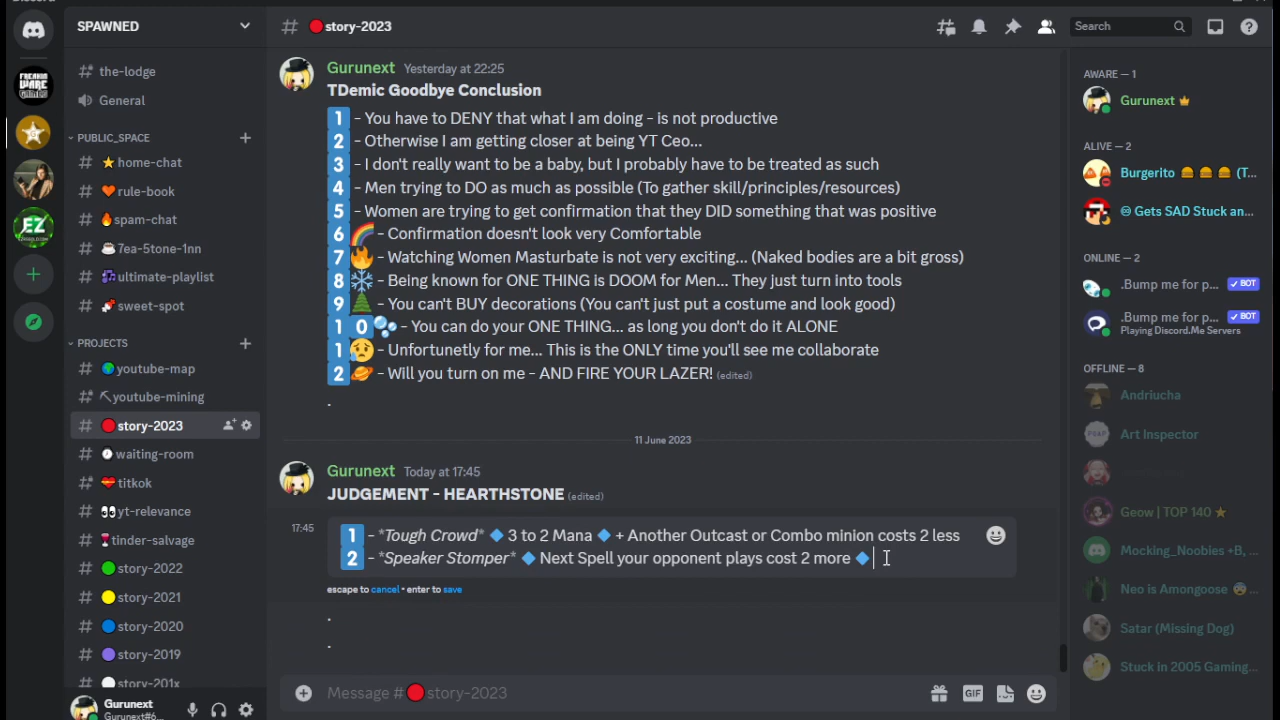 SPAWNED
the-lodge
General
PUBLIC_SPACE
home-chat
rule-book
spam-chat
7ea-5tone-1nn
ultimate-playlist
sweet-spot
PROJECTS
youtube-map
youtube-mining
story-2023
waiting-room
titkok
yt-relevance
tinder-salvage
story-2022
story-2021
story-2020
story-2019
story-201x
Gurunext
Gurunext#6...
FREAKIN
WARE
GAMERS
EZ
story-2023
Search
Gurunext Yesterday at 22:25
TDemic Goodbye Conclusion
1 - You have to DENY that what I am doing - is not productive
2 - Otherwise I am getting closer at being YT Ceo...
3 - I don't really want to be a baby, but I probably have to be treated as such
4 - Men trying to DO as much as possible (To gather skill/principles/resources)
5 - Women are trying to get confirmation that they DID something that was positive
6 🌈 - Confirmation doesn't look very Comfortable
7 🔥 - Watching Women Masturbate is not very exciting... (Naked bodies are a bit gross)
8 ❄️ - Being known for ONE THING is DOOM for Men... They just turn into tools
9 🌲 - You can't BUY decorations (You can't just put a costume and look good)
1 0 🫧 - You can do your ONE THING... as long you don't do it ALONE
1 😥 - Unfortunetly for me... This is the ONLY time you'll see me collaborate
2 🪐 - Will you turn on me - AND FIRE YOUR LAZER! (edited)
.
11 June 2023
Gurunext Today at 17:45
JUDGEMENT - HEARTHSTONE (edited)
17:45
1 - *Tough Crowd* 🔷 3 to 2 Mana 🔷 + Another Outcast or Combo minion costs 2 less
2 - *Speaker Stomper* 🔷 Next Spell your opponent plays cost 2 more 🔷
escape to cancel • enter to save
.
.
Message #🔴story-2023
GIF
AWARE — 1
Gurunext
ALIVE — 2
Burgerito 🍔 🍔 🍔 (T...
♾ Gets SAD Stuck an...
ONLINE — 2
.Bump me for p... ✓ BOT
.Bump me for p... ✓ BOT
Playing Discord.Me Servers
OFFLINE — 8
Andriucha
Art Inspector
Geow | TOP 140 ⭐
Mocking_Noobies +B, ...
Neo is Amongoose 😨 ...
Satar (Missing Dog)
Stuck in 2005 Gaming...